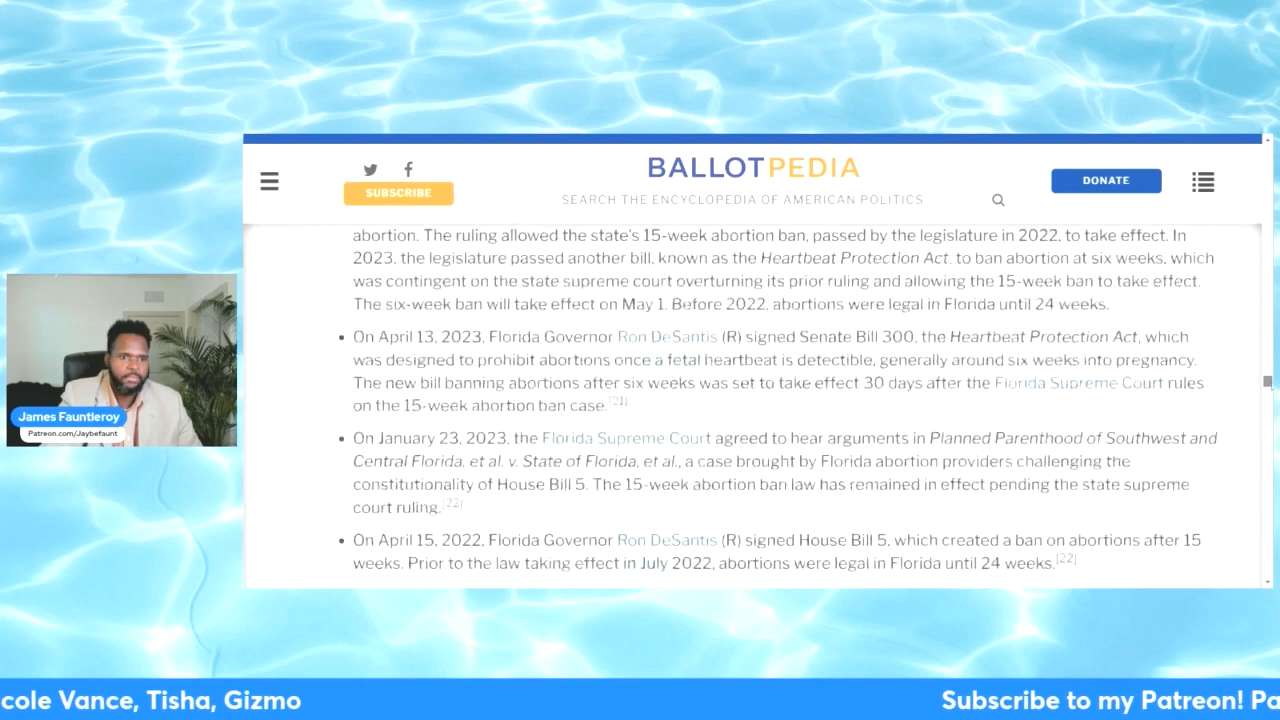 BALLOTPEDIA
SUBSCRIBE
SEARCH THE ENCYCLOPEDIA OF AMERICAN POLITICS
DONATE
abortion. The ruling allowed the state's 15-week abortion ban, passed by the legislature in 2022, to take effect. In
2023, the legislature passed another bill, known as the Heartbeat Protection Act, to ban abortion at six weeks, which
was contingent on the state supreme court overturning its prior ruling and allowing the 15-week ban to take effect.
The six-week ban will take effect on May 1. Before 2022, abortions were legal in Florida until 24 weeks.
• On April 13, 2023, Florida Governor Ron DeSantis (R) signed Senate Bill 300, the Heartbeat Protection Act, which
was designed to prohibit abortions once a fetal heartbeat is detectible, generally around six weeks into pregnancy.
The new bill banning abortions after six weeks was set to take effect 30 days after the Florida Supreme Court rules
on the 15-week abortion ban case.[21]
• On January 23, 2023, the Florida Supreme Court agreed to hear arguments in Planned Parenthood of Southwest and
Central Florida, et al. v. State of Florida, et al., a case brought by Florida abortion providers challenging the
constitutionality of House Bill 5. The 15-week abortion ban law has remained in effect pending the state supreme
court ruling.[22]
• On April 15, 2022, Florida Governor Ron DeSantis (R) signed House Bill 5, which created a ban on abortions after 15
weeks. Prior to the law taking effect in July 2022, abortions were legal in Florida until 24 weeks.[22]
James Fauntleroy
Patreon.com/Jaybefaunt
cole Vance, Tisha, Gizmo
Subscribe to my Patreon! Pa